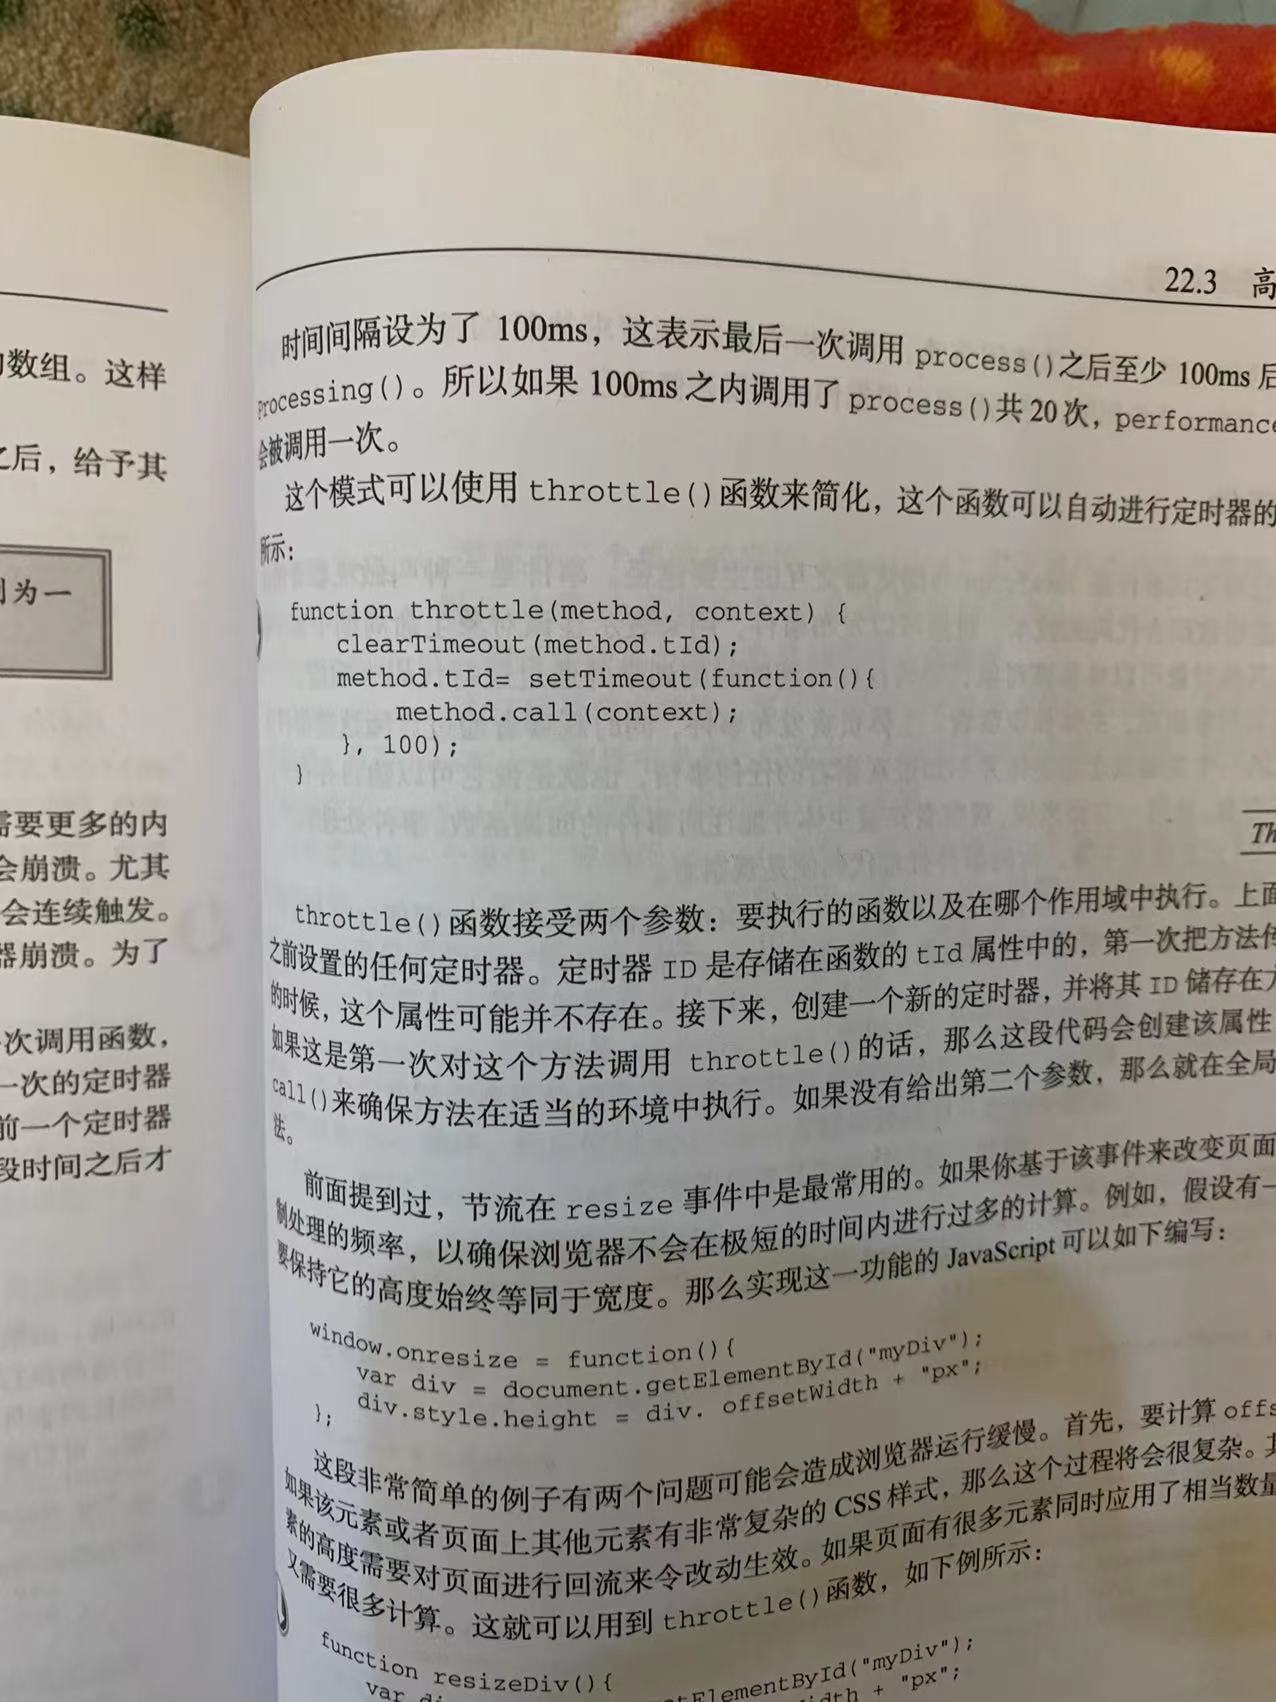 数组。这样
之后，给予其
为一
需要更多的内
会崩溃。尤其
会连续触发。
器崩溃。为了
次调用函数，
一次的定时器
前一个定时器
段时间之后才
22.3 高
时间间隔设为了 100ms，这表示最后一次调用 process()之后至少 100ms 后
Processing()。所以如果 100ms 之内调用了 process()共 20 次，performance
会被调用一次。
这个模式可以使用 throttle()函数来简化，这个函数可以自动进行定时器的
所示：
function throttle(method, context) {
clearTimeout(method.tId);
method.tId= setTimeout(function(){
method.call(context);
}, 100);
}
Th
throttle()函数接受两个参数：要执行的函数以及在哪个作用域中执行。上面
之前设置的任何定时器。定时器 ID 是存储在函数的 tId 属性中的，第一次把方法传
的时候，这个属性可能并不存在。接下来，创建一个新的定时器，并将其 ID 储存在方
如果这是第一次对这个方法调用 throttle()的话，那么这段代码会创建该属性
call()来确保方法在适当的环境中执行。如果没有给出第二个参数，那么就在全局
法。
前面提到过，节流在 resize 事件中是最常用的。如果你基于该事件来改变页面
制处理的频率，以确保浏览器不会在极短的时间内进行过多的计算。例如，假设有一
要保持它的高度始终等同于宽度。那么实现这一功能的 JavaScript 可以如下编写：
window.onresize = function(){
var div = document.getElementById("myDiv");
div.style.height = div. offsetWidth + "px";
};
这段非常简单的例子有两个问题可能会造成浏览器运行缓慢。首先，要计算 offs
如果该元素或者页面上其他元素有非常复杂的 CSS 样式，那么这个过程将会很复杂。其
素的高度需要对页面进行回流来令改动生效。如果页面有很多元素同时应用了相当数量
又需要很多计算。这就可以用到 throttle()函数，如下例所示：
function resizeDiv(){
var di etElementById("myDiv");
idth + "px";